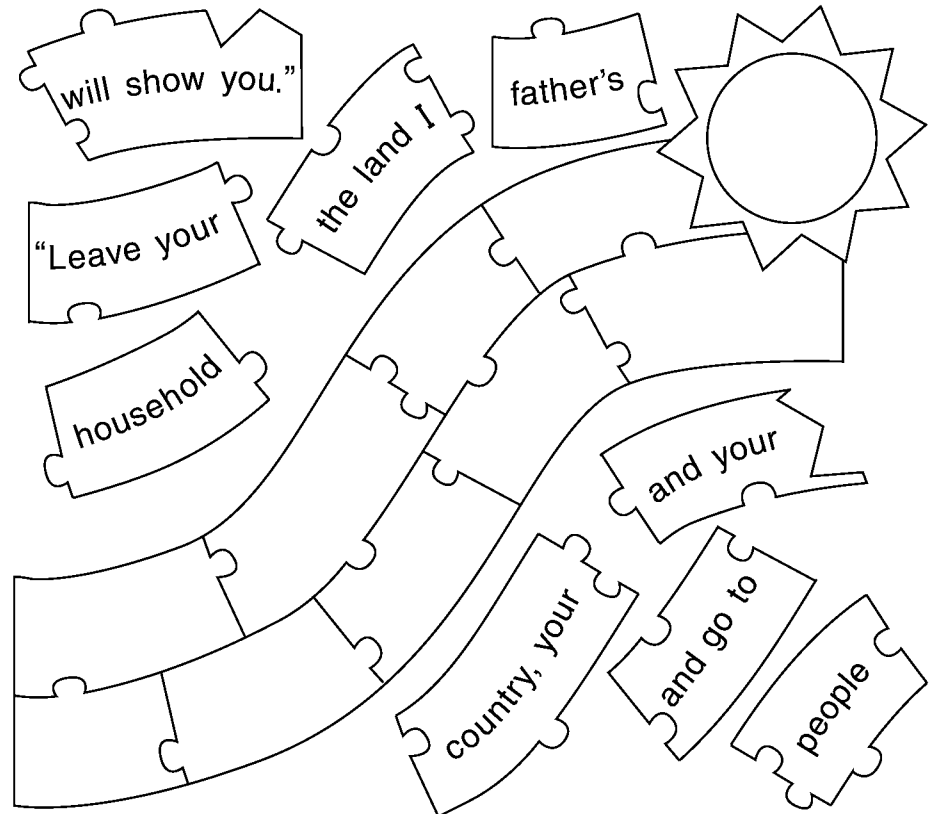 will show you.”
father’s
the land I
“Leave your
household
and your
country, your
and go to
people